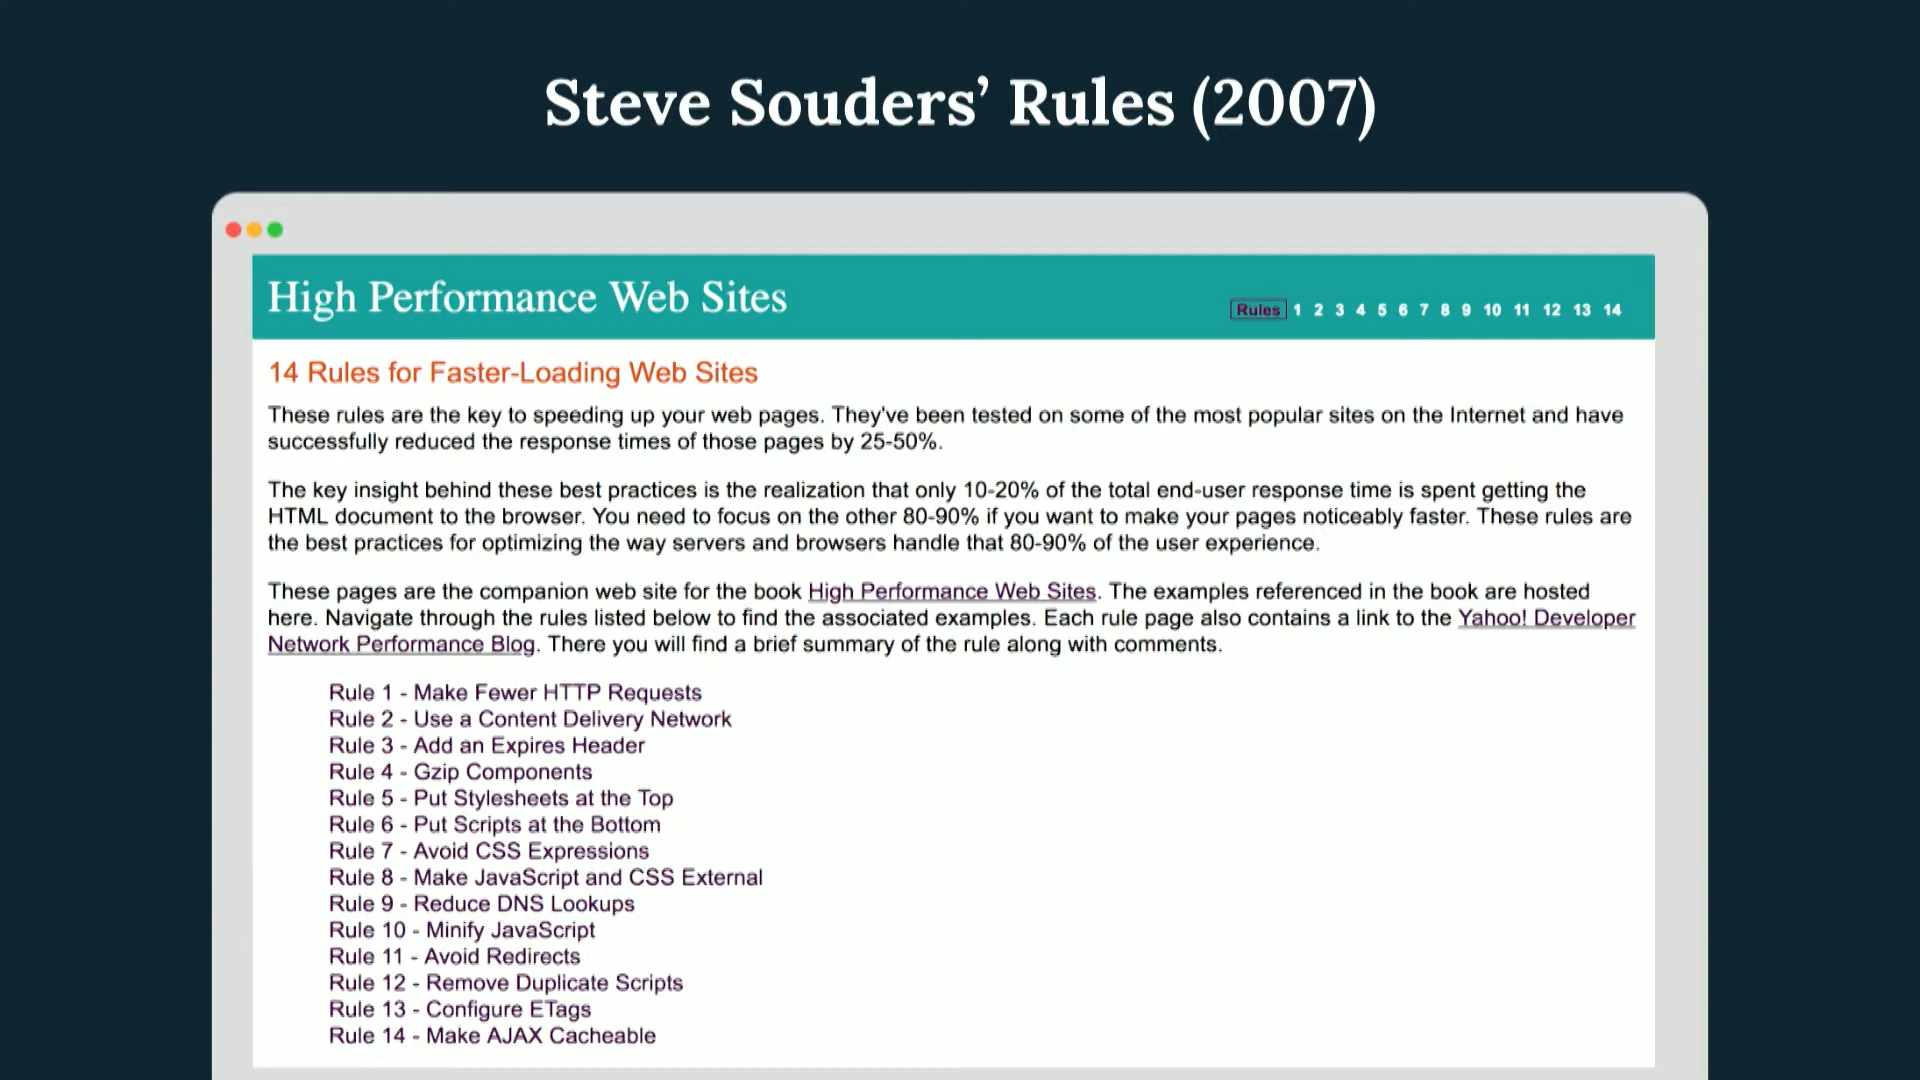 Steve Souders’ Rules (2007)
High Performance Web Sites
Rules 1 2 3 4 5 6 7 8 9 10 11 12 13 14
14 Rules for Faster-Loading Web Sites
These rules are the key to speeding up your web pages. They've been tested on some of the most popular sites on the Internet and have
successfully reduced the response times of those pages by 25-50%.
The key insight behind these best practices is the realization that only 10-20% of the total end-user response time is spent getting the
HTML document to the browser. You need to focus on the other 80-90% if you want to make your pages noticeably faster. These rules are
the best practices for optimizing the way servers and browsers handle that 80-90% of the user experience.
These pages are the companion web site for the book High Performance Web Sites. The examples referenced in the book are hosted
here. Navigate through the rules listed below to find the associated examples. Each rule page also contains a link to the Yahoo! Developer
Network Performance Blog. There you will find a brief summary of the rule along with comments.
Rule 1 - Make Fewer HTTP Requests
Rule 2 - Use a Content Delivery Network
Rule 3 - Add an Expires Header
Rule 4 - Gzip Components
Rule 5 - Put Stylesheets at the Top
Rule 6 - Put Scripts at the Bottom
Rule 7 - Avoid CSS Expressions
Rule 8 - Make JavaScript and CSS External
Rule 9 - Reduce DNS Lookups
Rule 10 - Minify JavaScript
Rule 11 - Avoid Redirects
Rule 12 - Remove Duplicate Scripts
Rule 13 - Configure ETags
Rule 14 - Make AJAX Cacheable